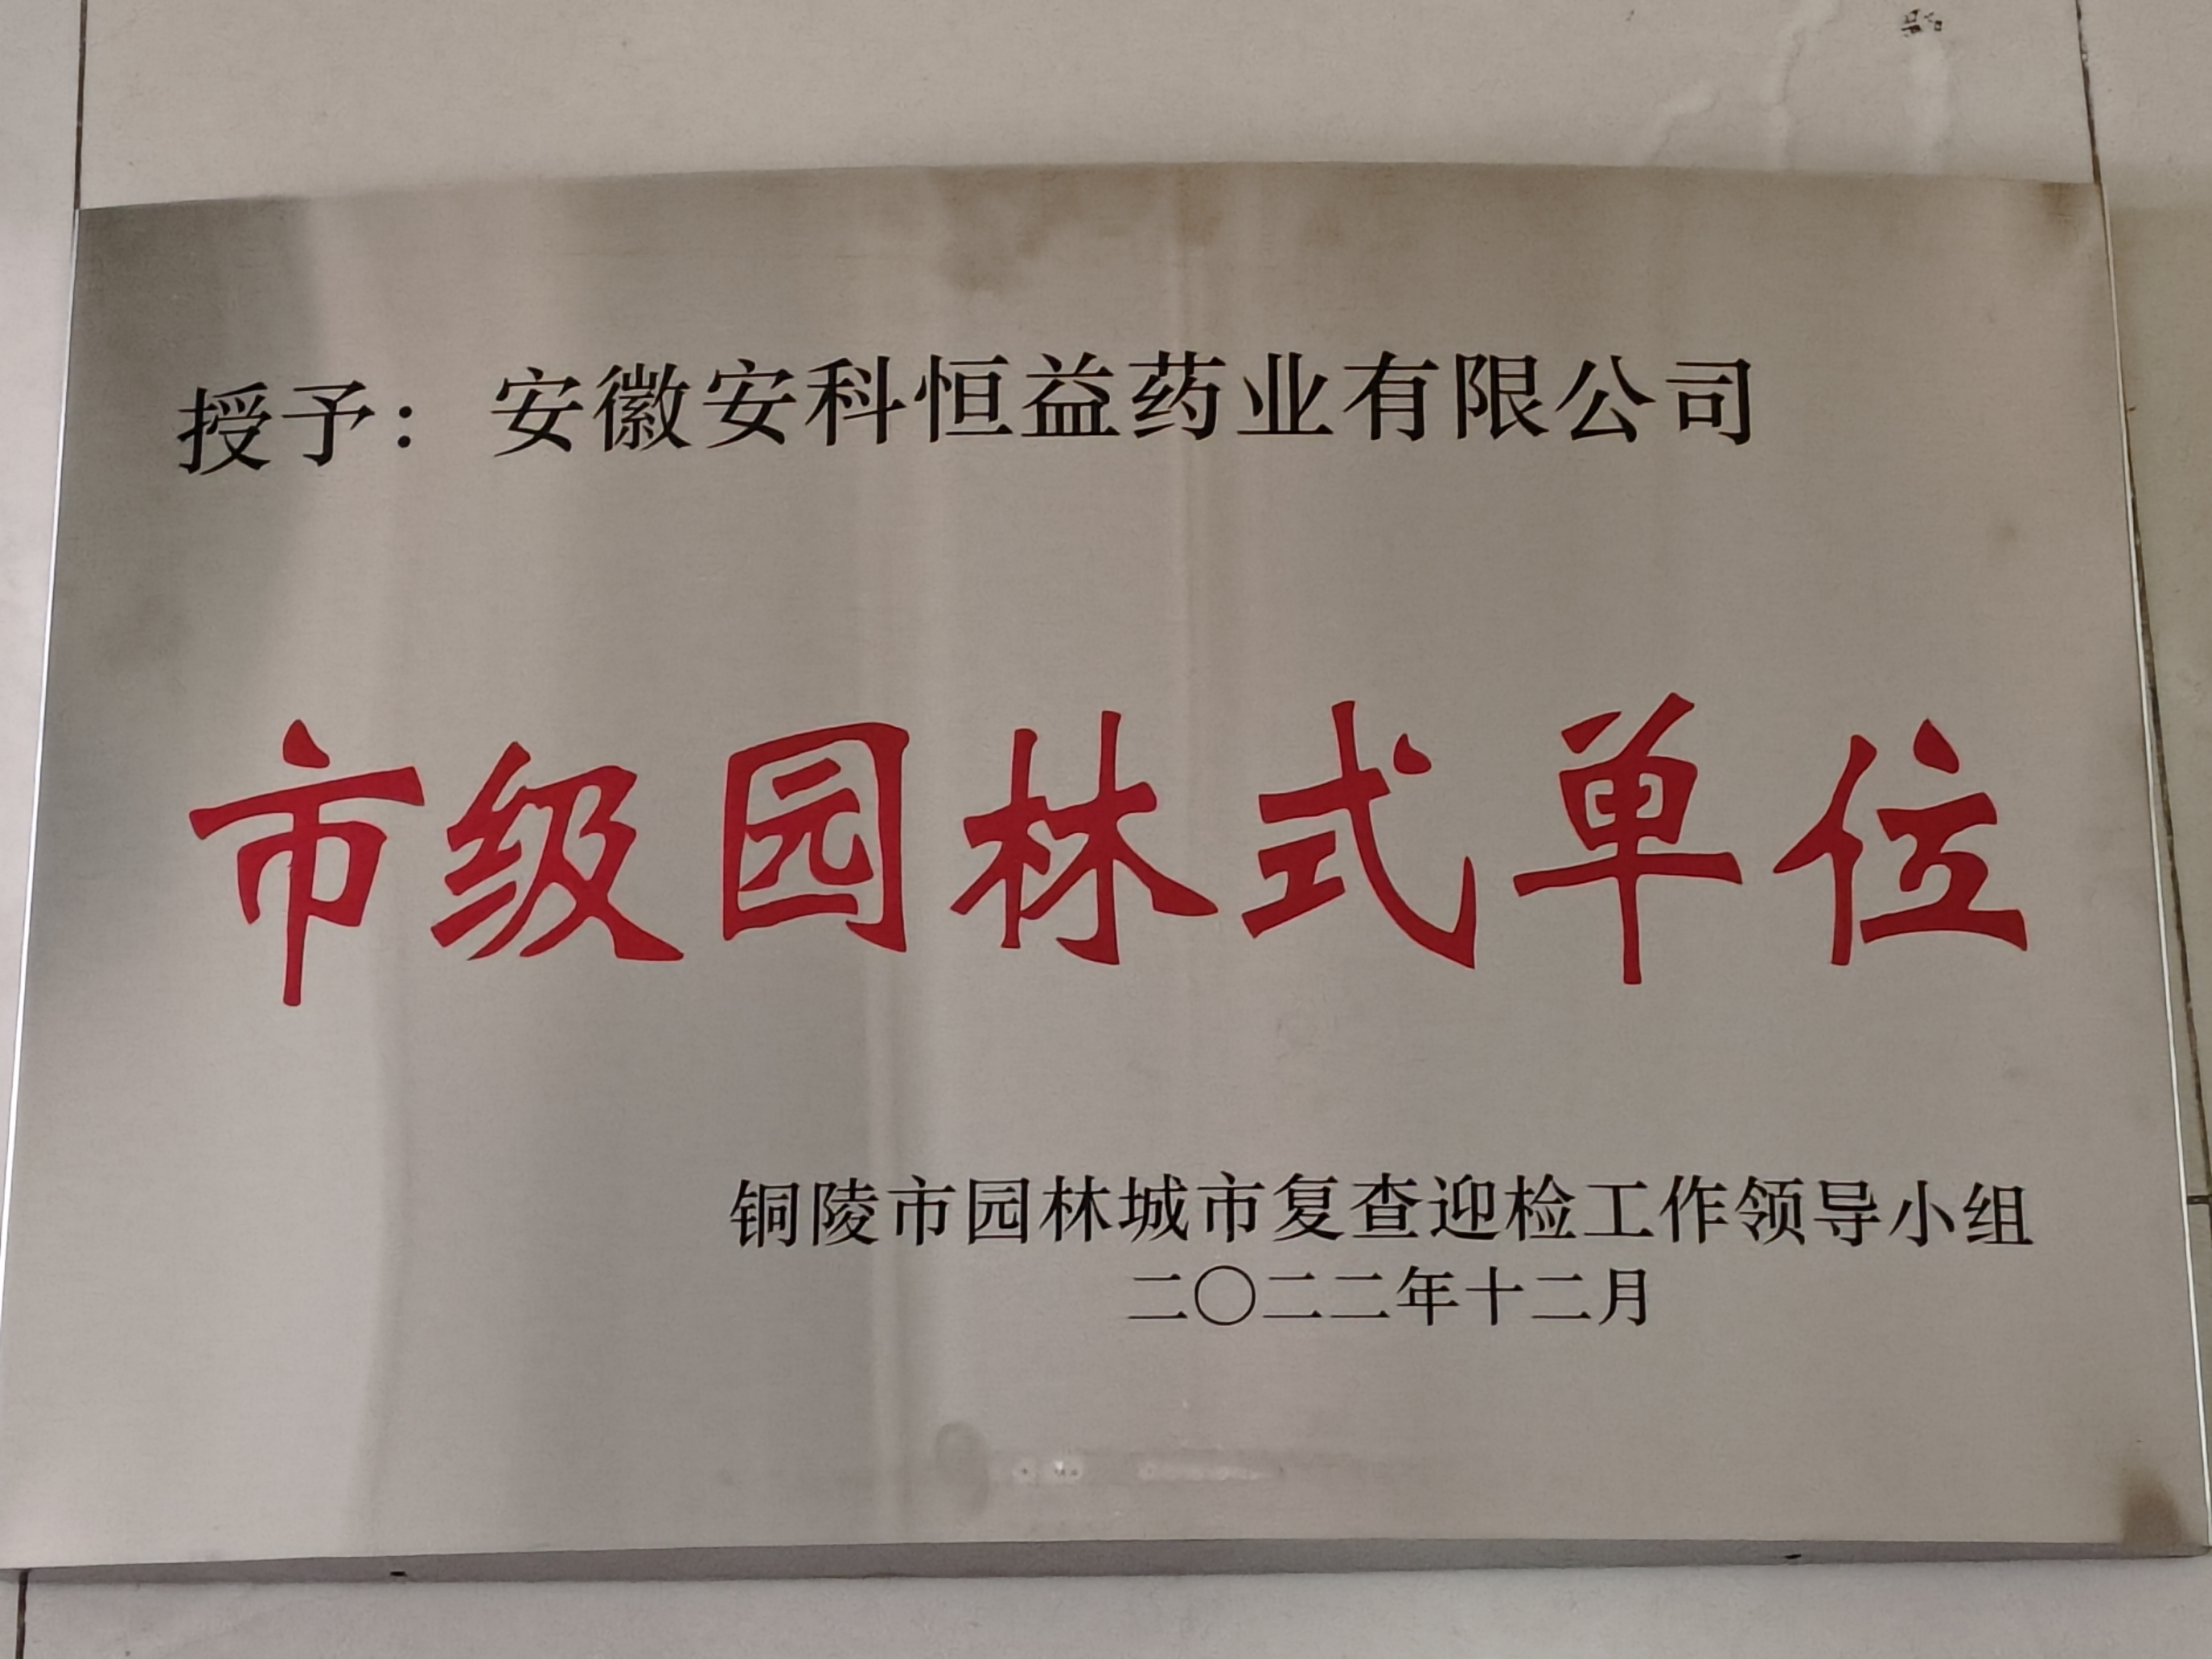 授予：安徽安科恒益药业有限公司
市级园林式单位
铜陵市园林城市复查迎检工作领导小组
二〇二二年十二月